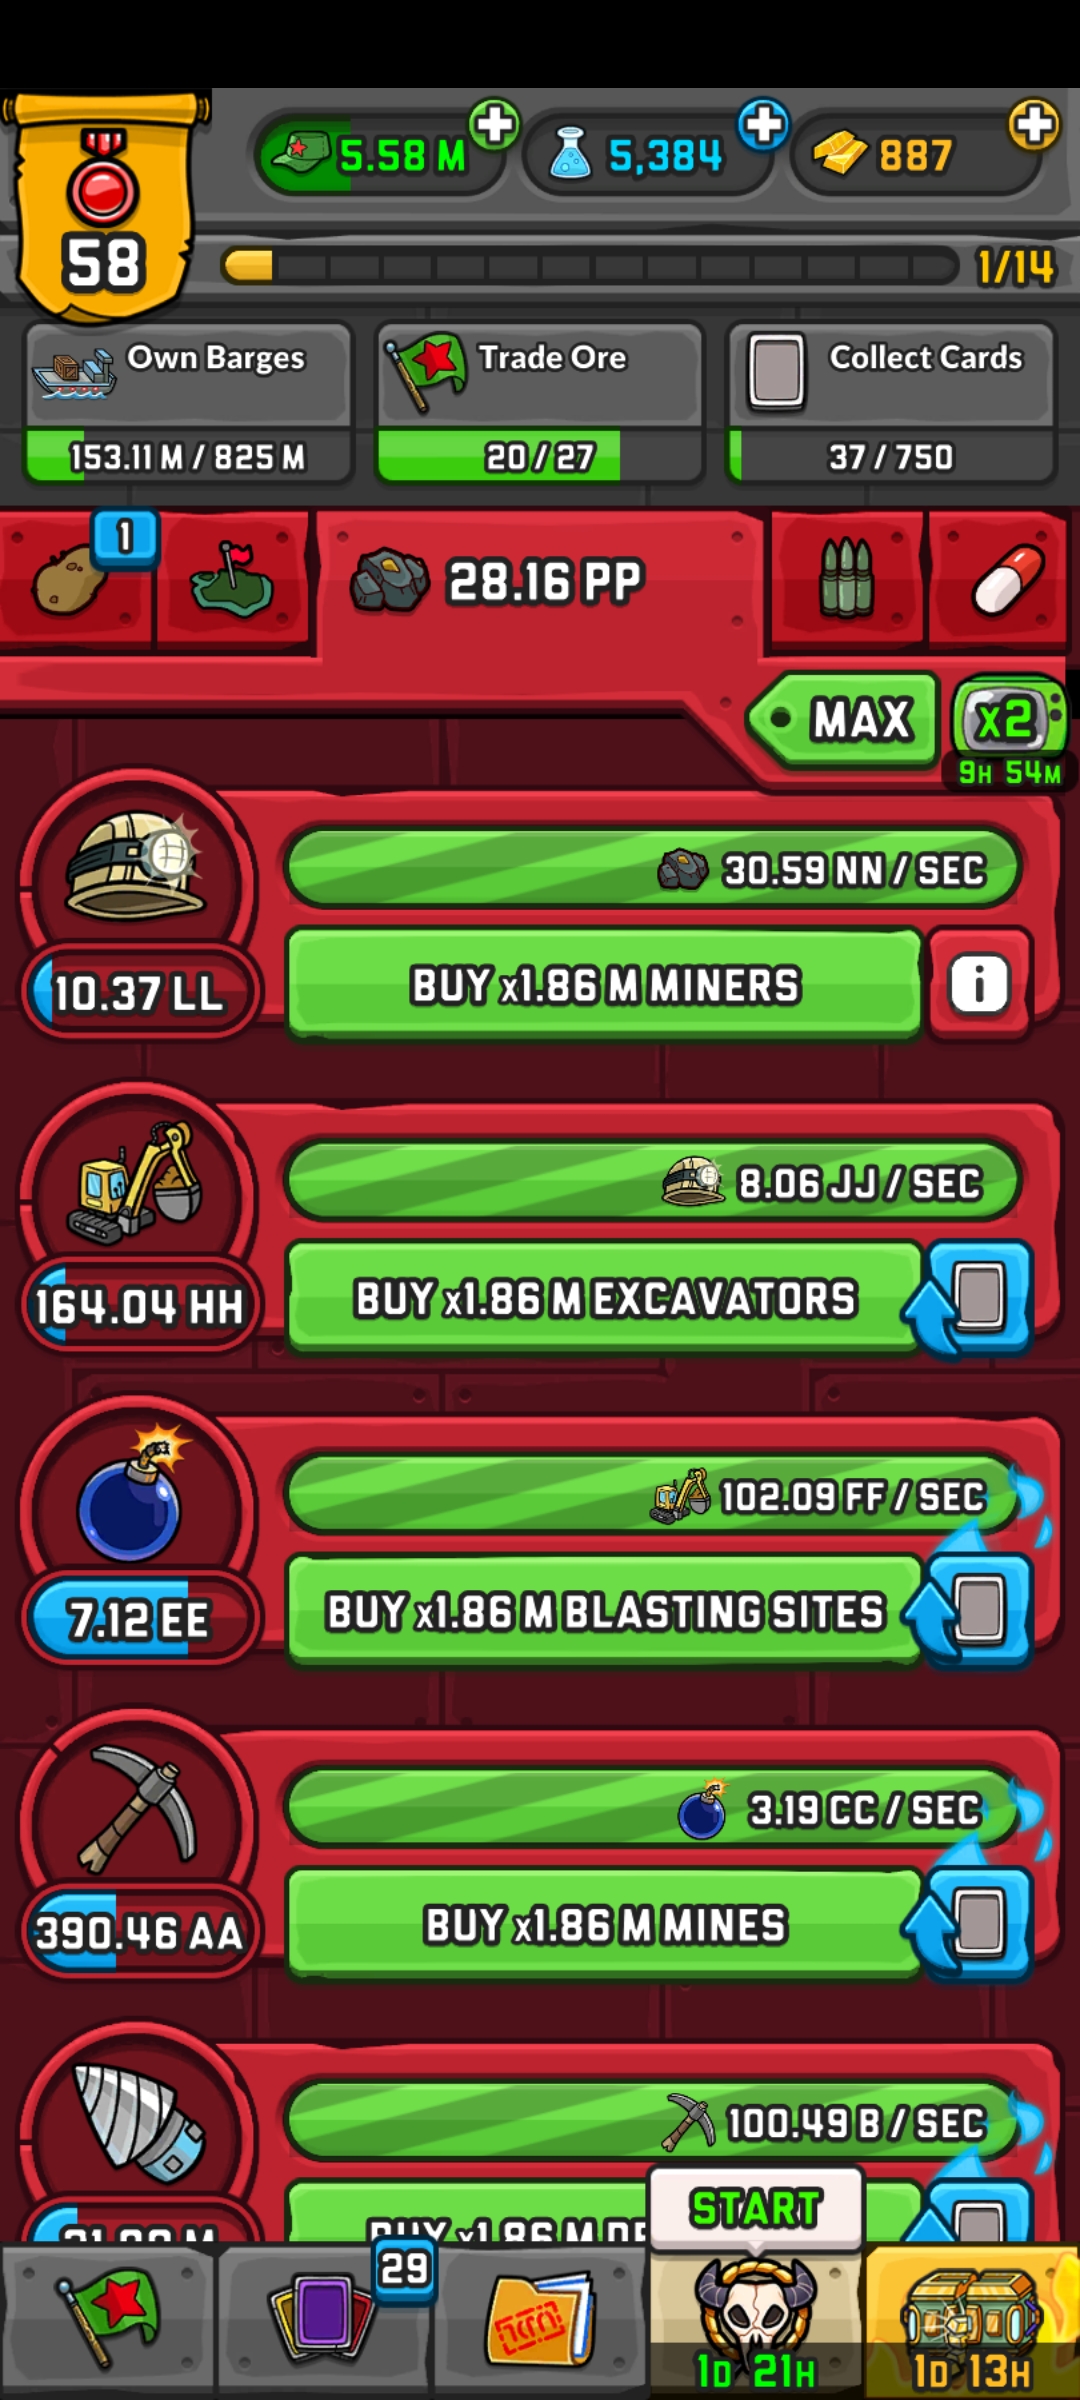 5.58 M
5,384
887
58
1/14
Own Barges
153.11 M / 825 M
Trade Ore
20 / 27
Collect Cards
37 / 750
1
28.16 PP
MAX
x2
9H 54M
30.59 NN / SEC
10.37 LL
BUY x1.86 M MINERS
i
8.06 JJ / SEC
164.04 HH
BUY x1.86 M EXCAVATORS
102.09 FF / SEC
7.12 EE
BUY x1.86 M BLASTING SITES
3.19 CC / SEC
390.46 AA
BUY x1.86 M MINES
100.49 B / SEC
BUY x1.86 M
START
29
1D 21H
1D 13H